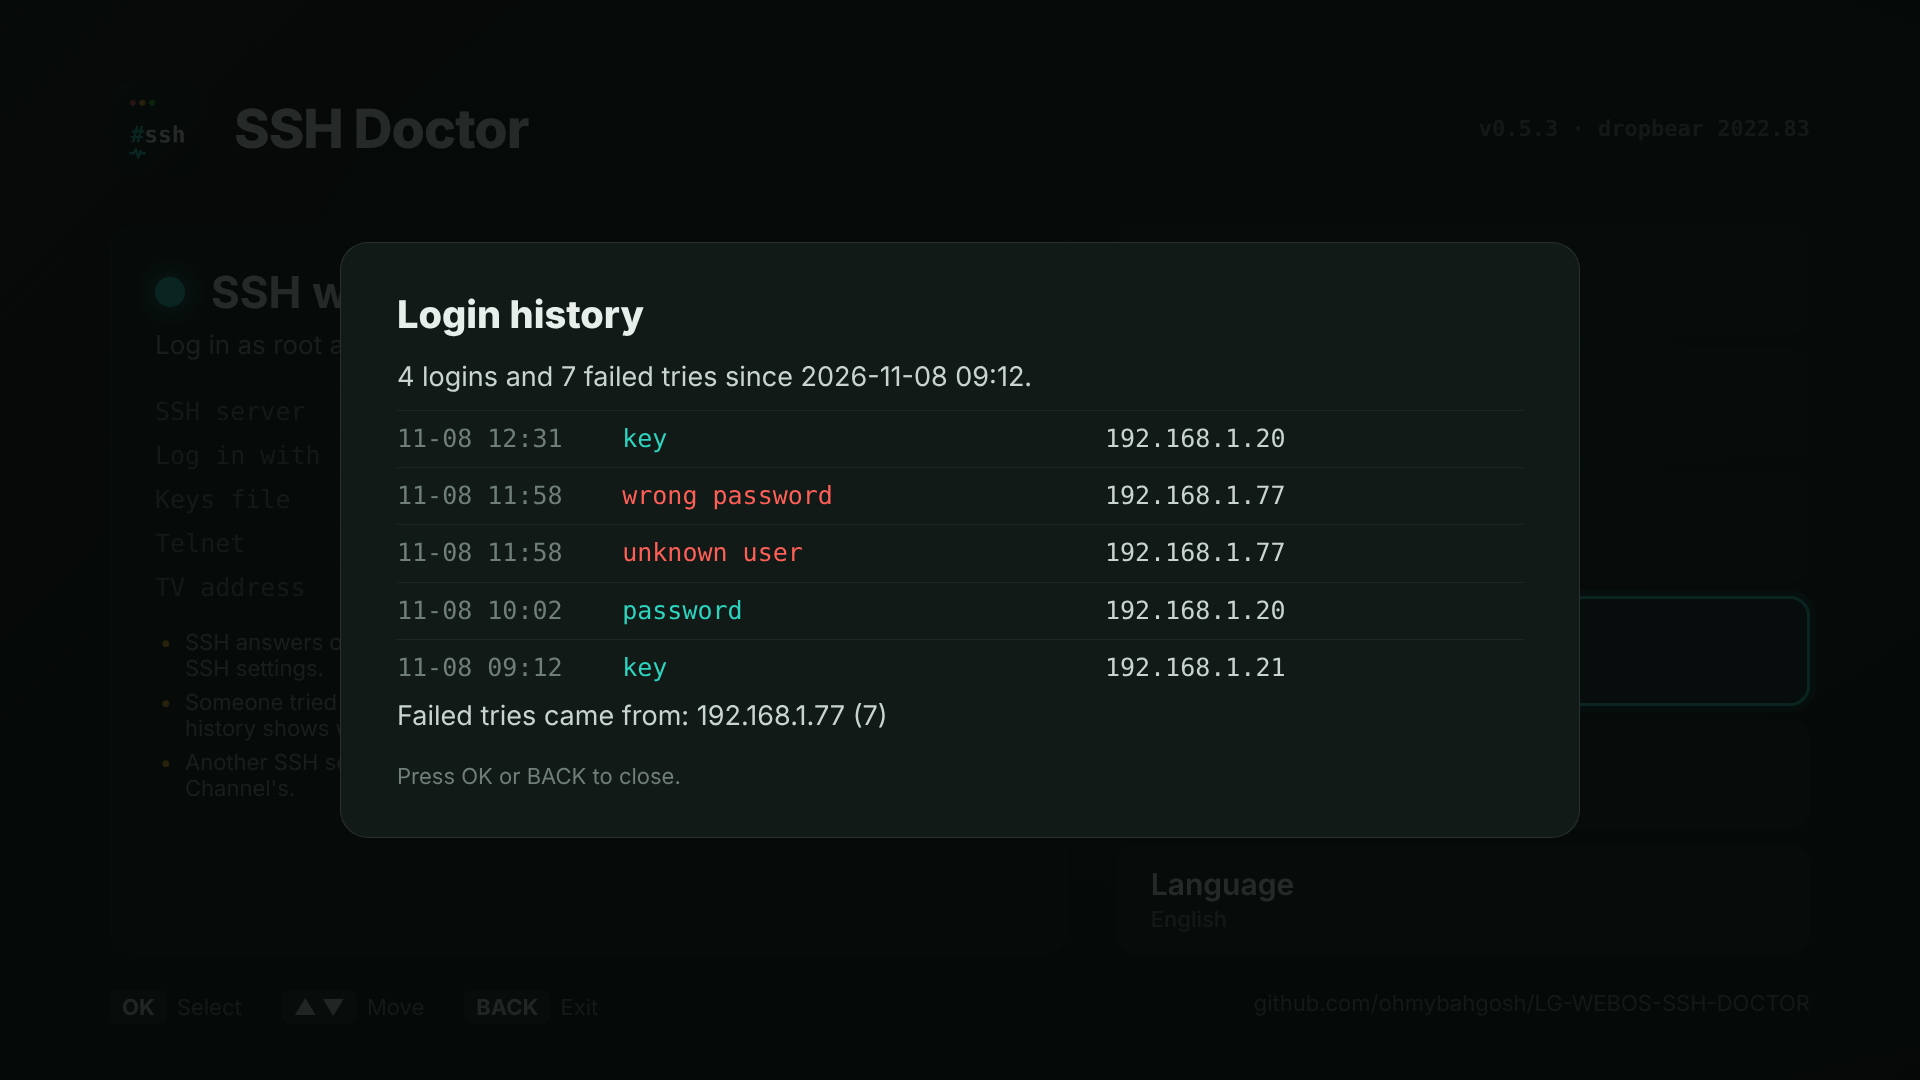 #ssh
SSH Doctor
v0.5.3 · dropbear 2022.83
SSH
Log in as root
SSH server
Log in with
Keys file
Telnet
TV address
SSH answers
SSH settings.
Someone tried
history shows
Another SSH
Channel's.
Login history
4 logins and 7 failed tries since 2026-11-08 09:12.
11-08 12:31 key 192.168.1.20
11-08 11:58 wrong password 192.168.1.77
11-08 11:58 unknown user 192.168.1.77
11-08 10:02 password 192.168.1.20
11-08 09:12 key 192.168.1.21
Failed tries came from: 192.168.1.77 (7)
Press OK or BACK to close.
Language
English
OK Select ▲▼ Move BACK Exit
github.com/ohmybahgosh/LG-WEBOS-SSH-DOCTOR